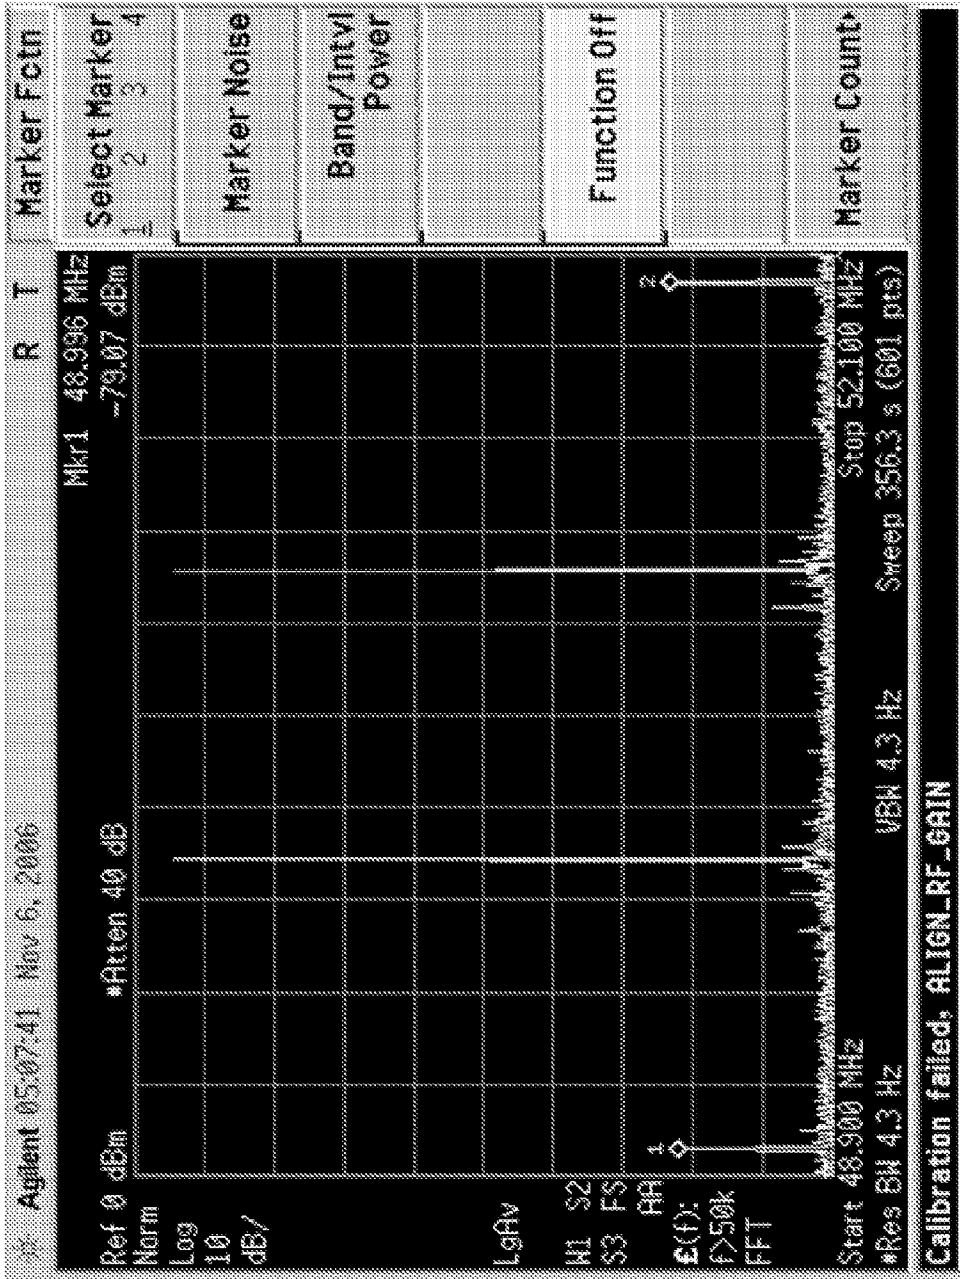 Agilent 05:07:41 Nov 6, 2006
R T
Marker Fctn
Mkr1 48.996 MHz
Ref 0 dBm
*Atten 40 dB
-79.07 dBm
Norm
Log
10
dB/
LgAv
W1 S2
S3 FS
AA
£(f):
f>50k
FFT
1
2
Start 48.900 MHz
Stop 52.100 MHz
*Res BW 4.3 Hz
VBW 4.3 Hz
Sweep 356.3 s (601 pts)
Calibration failed, ALIGN_RF_GAIN
Select Marker
1 2 3 4
Marker Noise
Band/Intvl
Power
Function Off
Marker Count